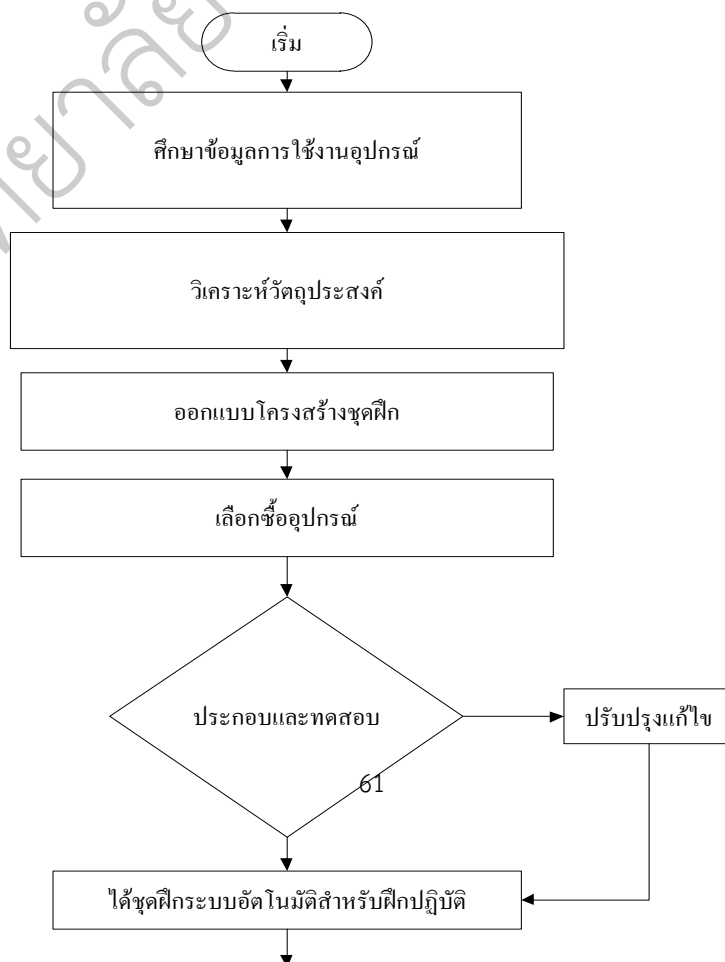 เริ่ม
ศึกษาข้อมูลการใช้งานอุปกรณ์
วิเคราะห์วัตถุประสงค์
ออกแบบโครงสร้างชุดฝึก
เลือกซื้ออุปกรณ์
ประกอบและทดสอบ
ปรับปรุงแก้ไข
61
ได้ชุดฝึกระบบอัตโนมัติสำหรับฝึกปฏิบัติ